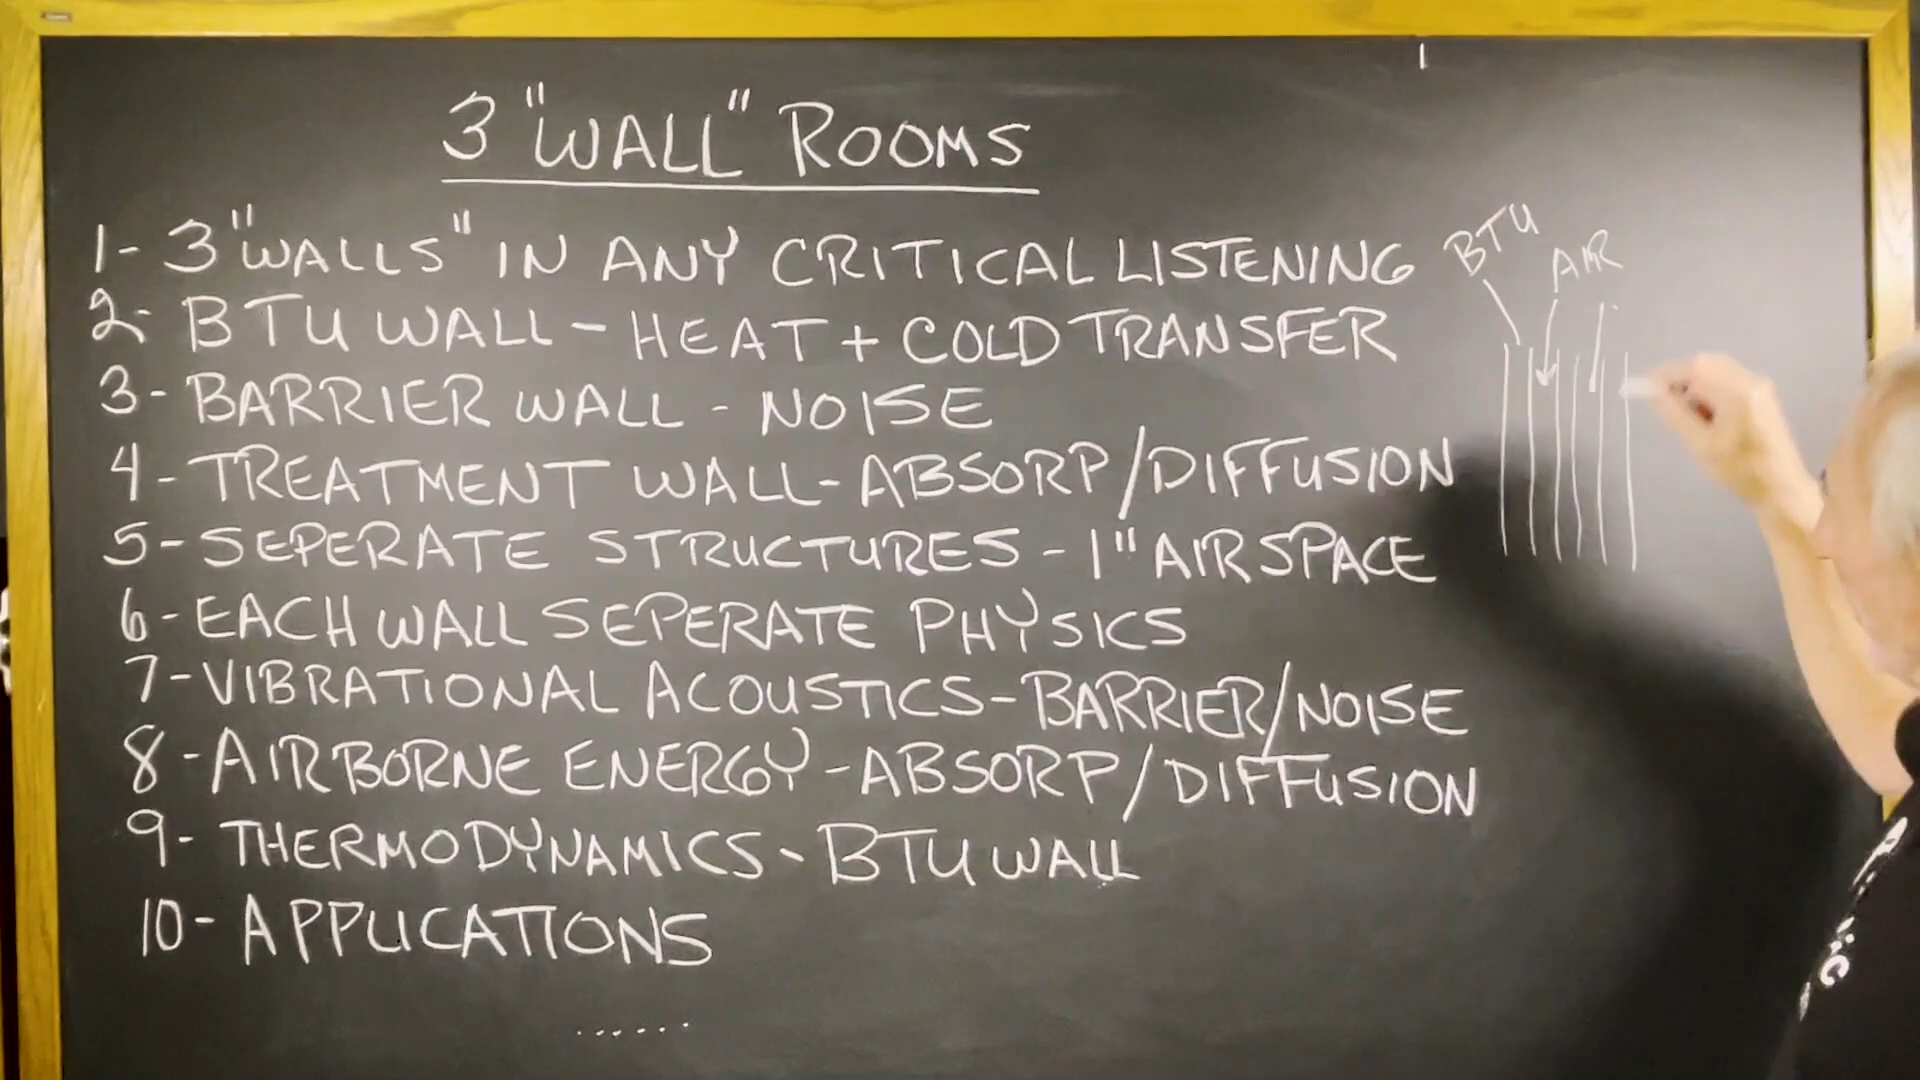 3 "WALL" ROOMS
1- 3 "WALLS" IN ANY CRITICAL LISTENING
2- BTU WALL - HEAT + COLD TRANSFER
3- BARRIER WALL - NOISE
4- TREATMENT WALL - ABSORP/DIFFUSION
5- SEPERATE STRUCTURES - 1" AIR SPACE
6- EACH WALL SEPERATE PHYSICS
7- VIBRATIONAL ACOUSTICS - BARRIER/NOISE
8- AIRBORNE ENERGY - ABSORP/DIFFUSION
9- THERMODYNAMICS - BTU WALL
10- APPLICATIONS
......
BTU
AIR